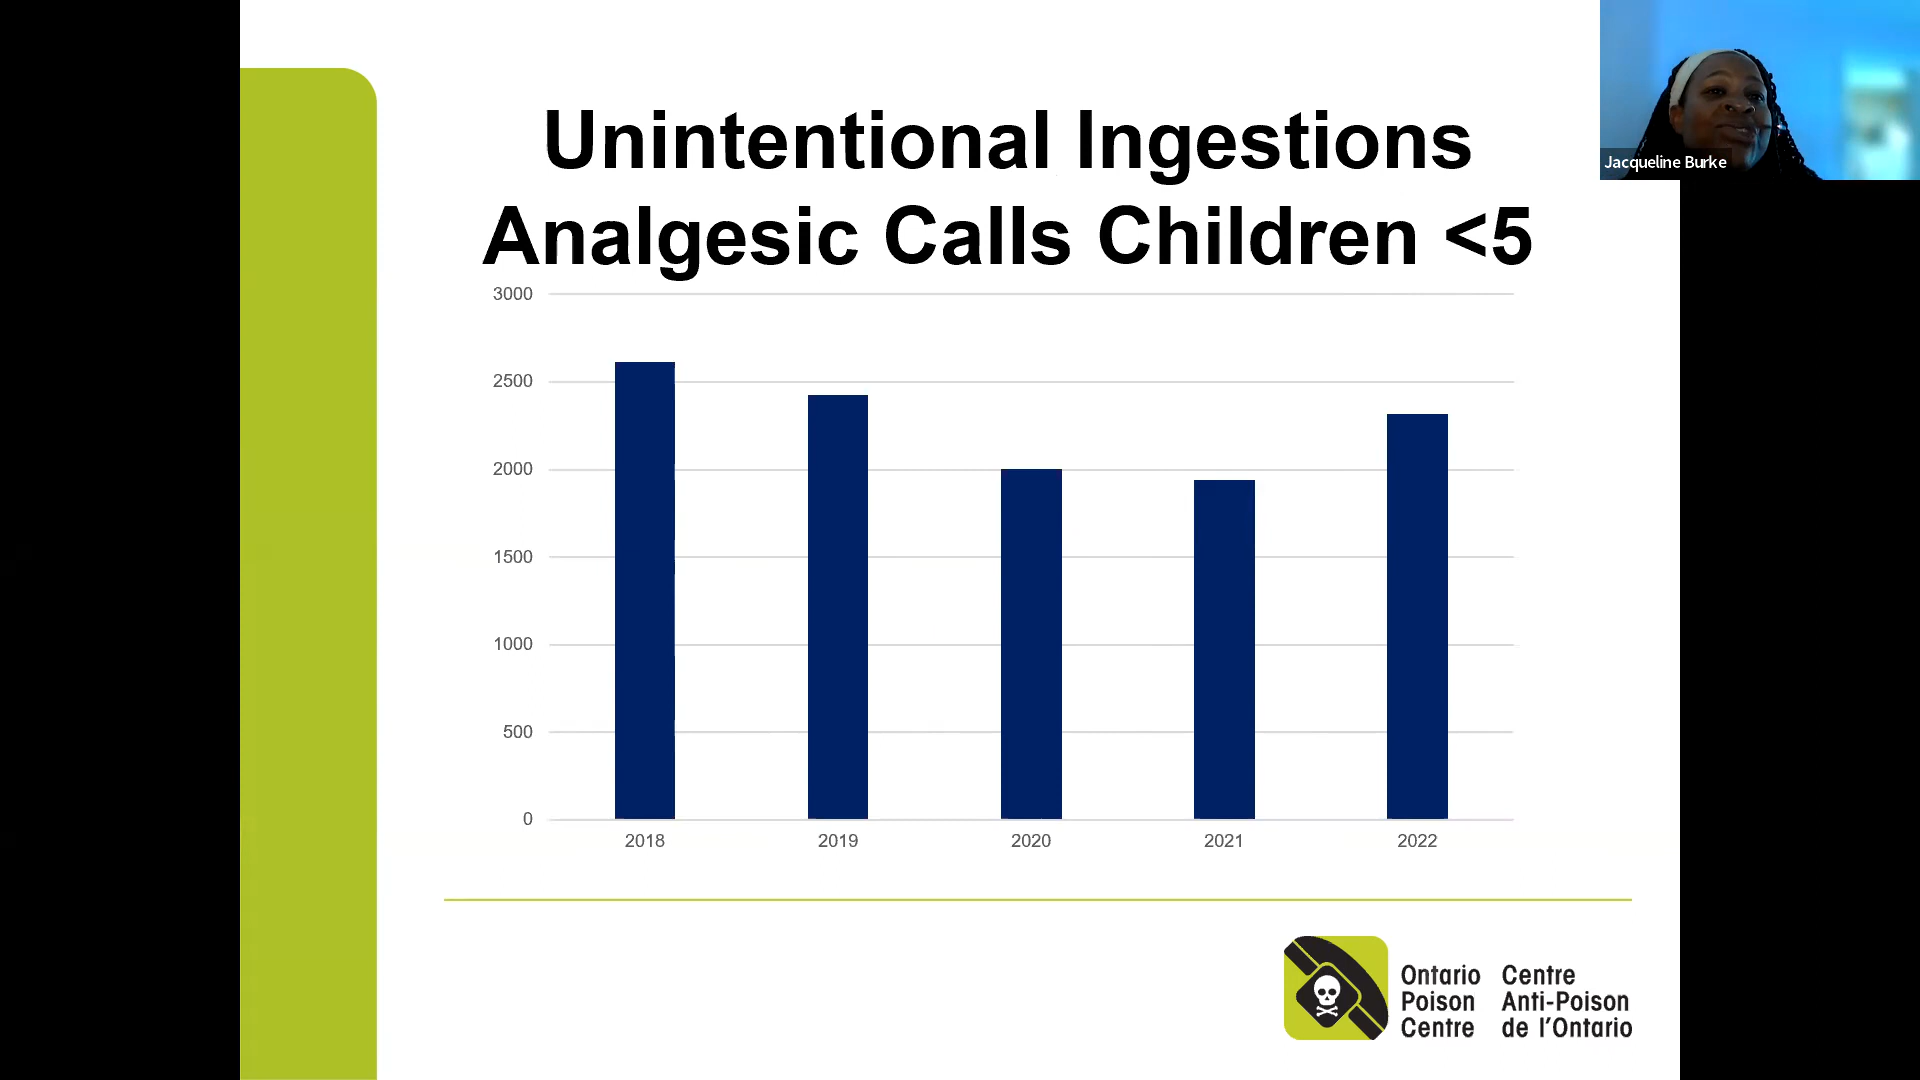 Unintentional Ingestions
Analgesic Calls Children <5
Jacqueline Burke
3000
2500
2000
1500
1000
500
0
2018 2019 2020 2021 2022
Ontario Centre
Poison Anti-Poison
Centre de l'Ontario